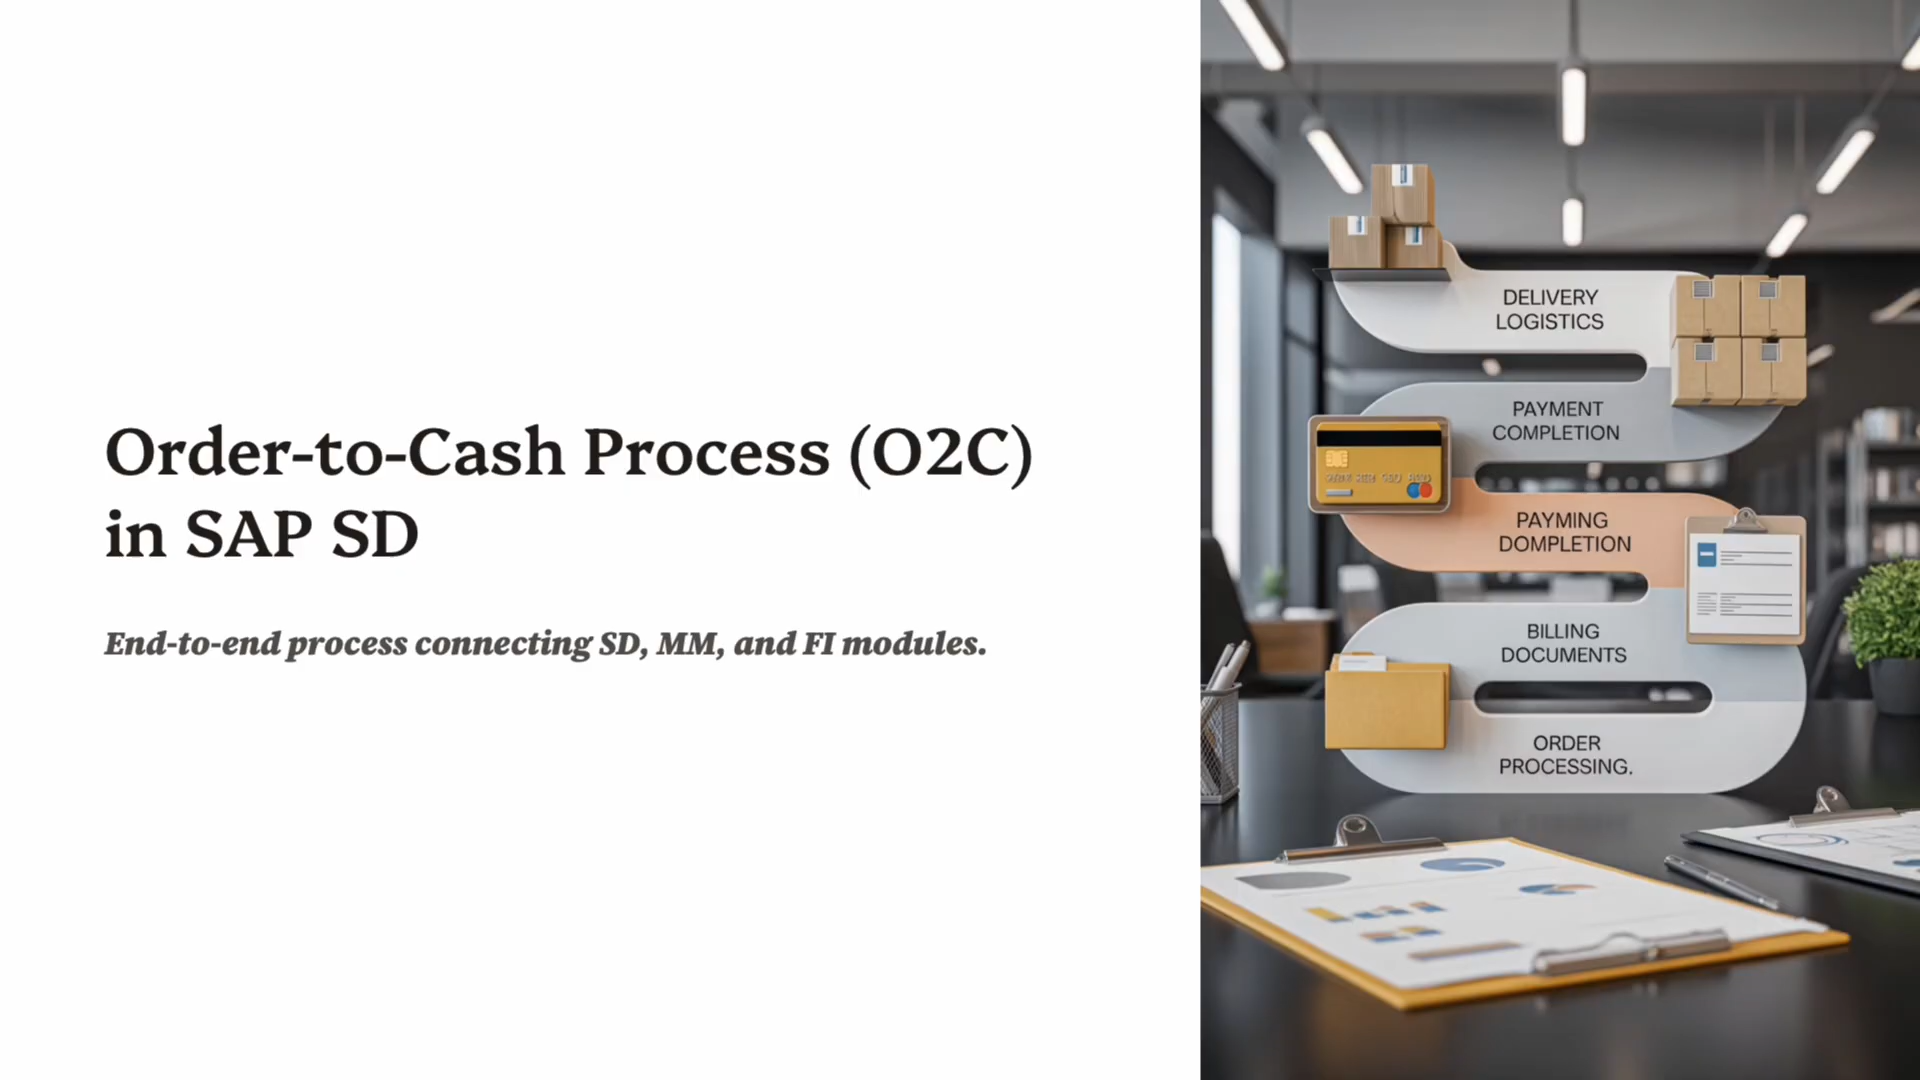 Order-to-Cash Process (O2C)
in SAP SD
End-to-end process connecting SD, MM, and FI modules.
DELIVERY
LOGISTICS
PAYMENT
COMPLETION
PAYMING
DOMPLETION
BILLING
DOCUMENTS
ORDER
PROCESSING.